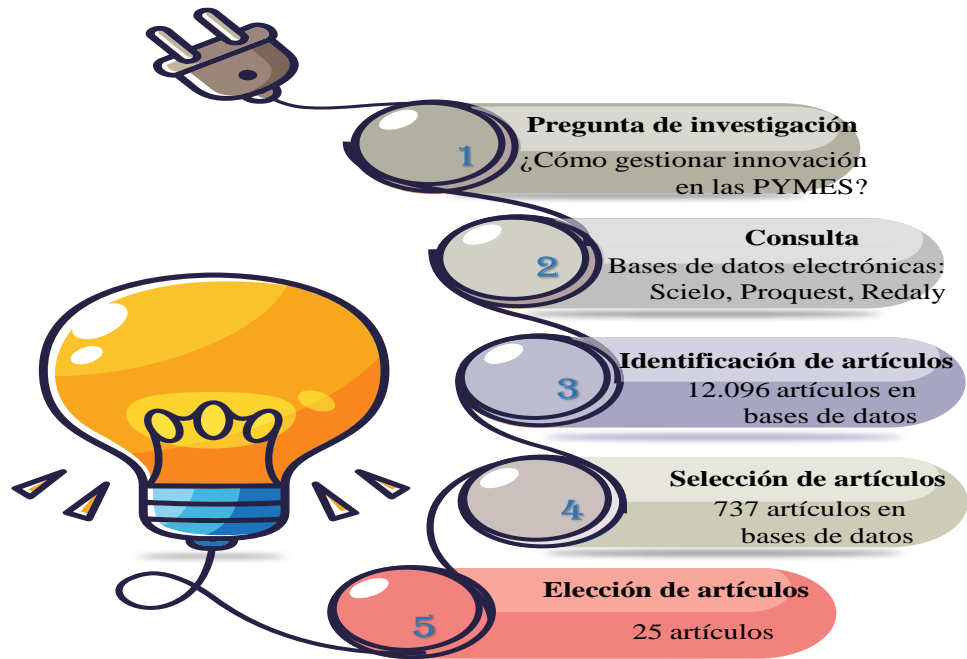 1
Pregunta de investigación
¿Cómo gestionar innovación
en las PYMES?
2
Consulta
Bases de datos electrónicas:
Scielo, Proquest, Redaly
3
Identificación de artículos
12.096 artículos en
bases de datos
4
Selección de artículos
737 artículos en
bases de datos
5
Elección de artículos
25 artículos